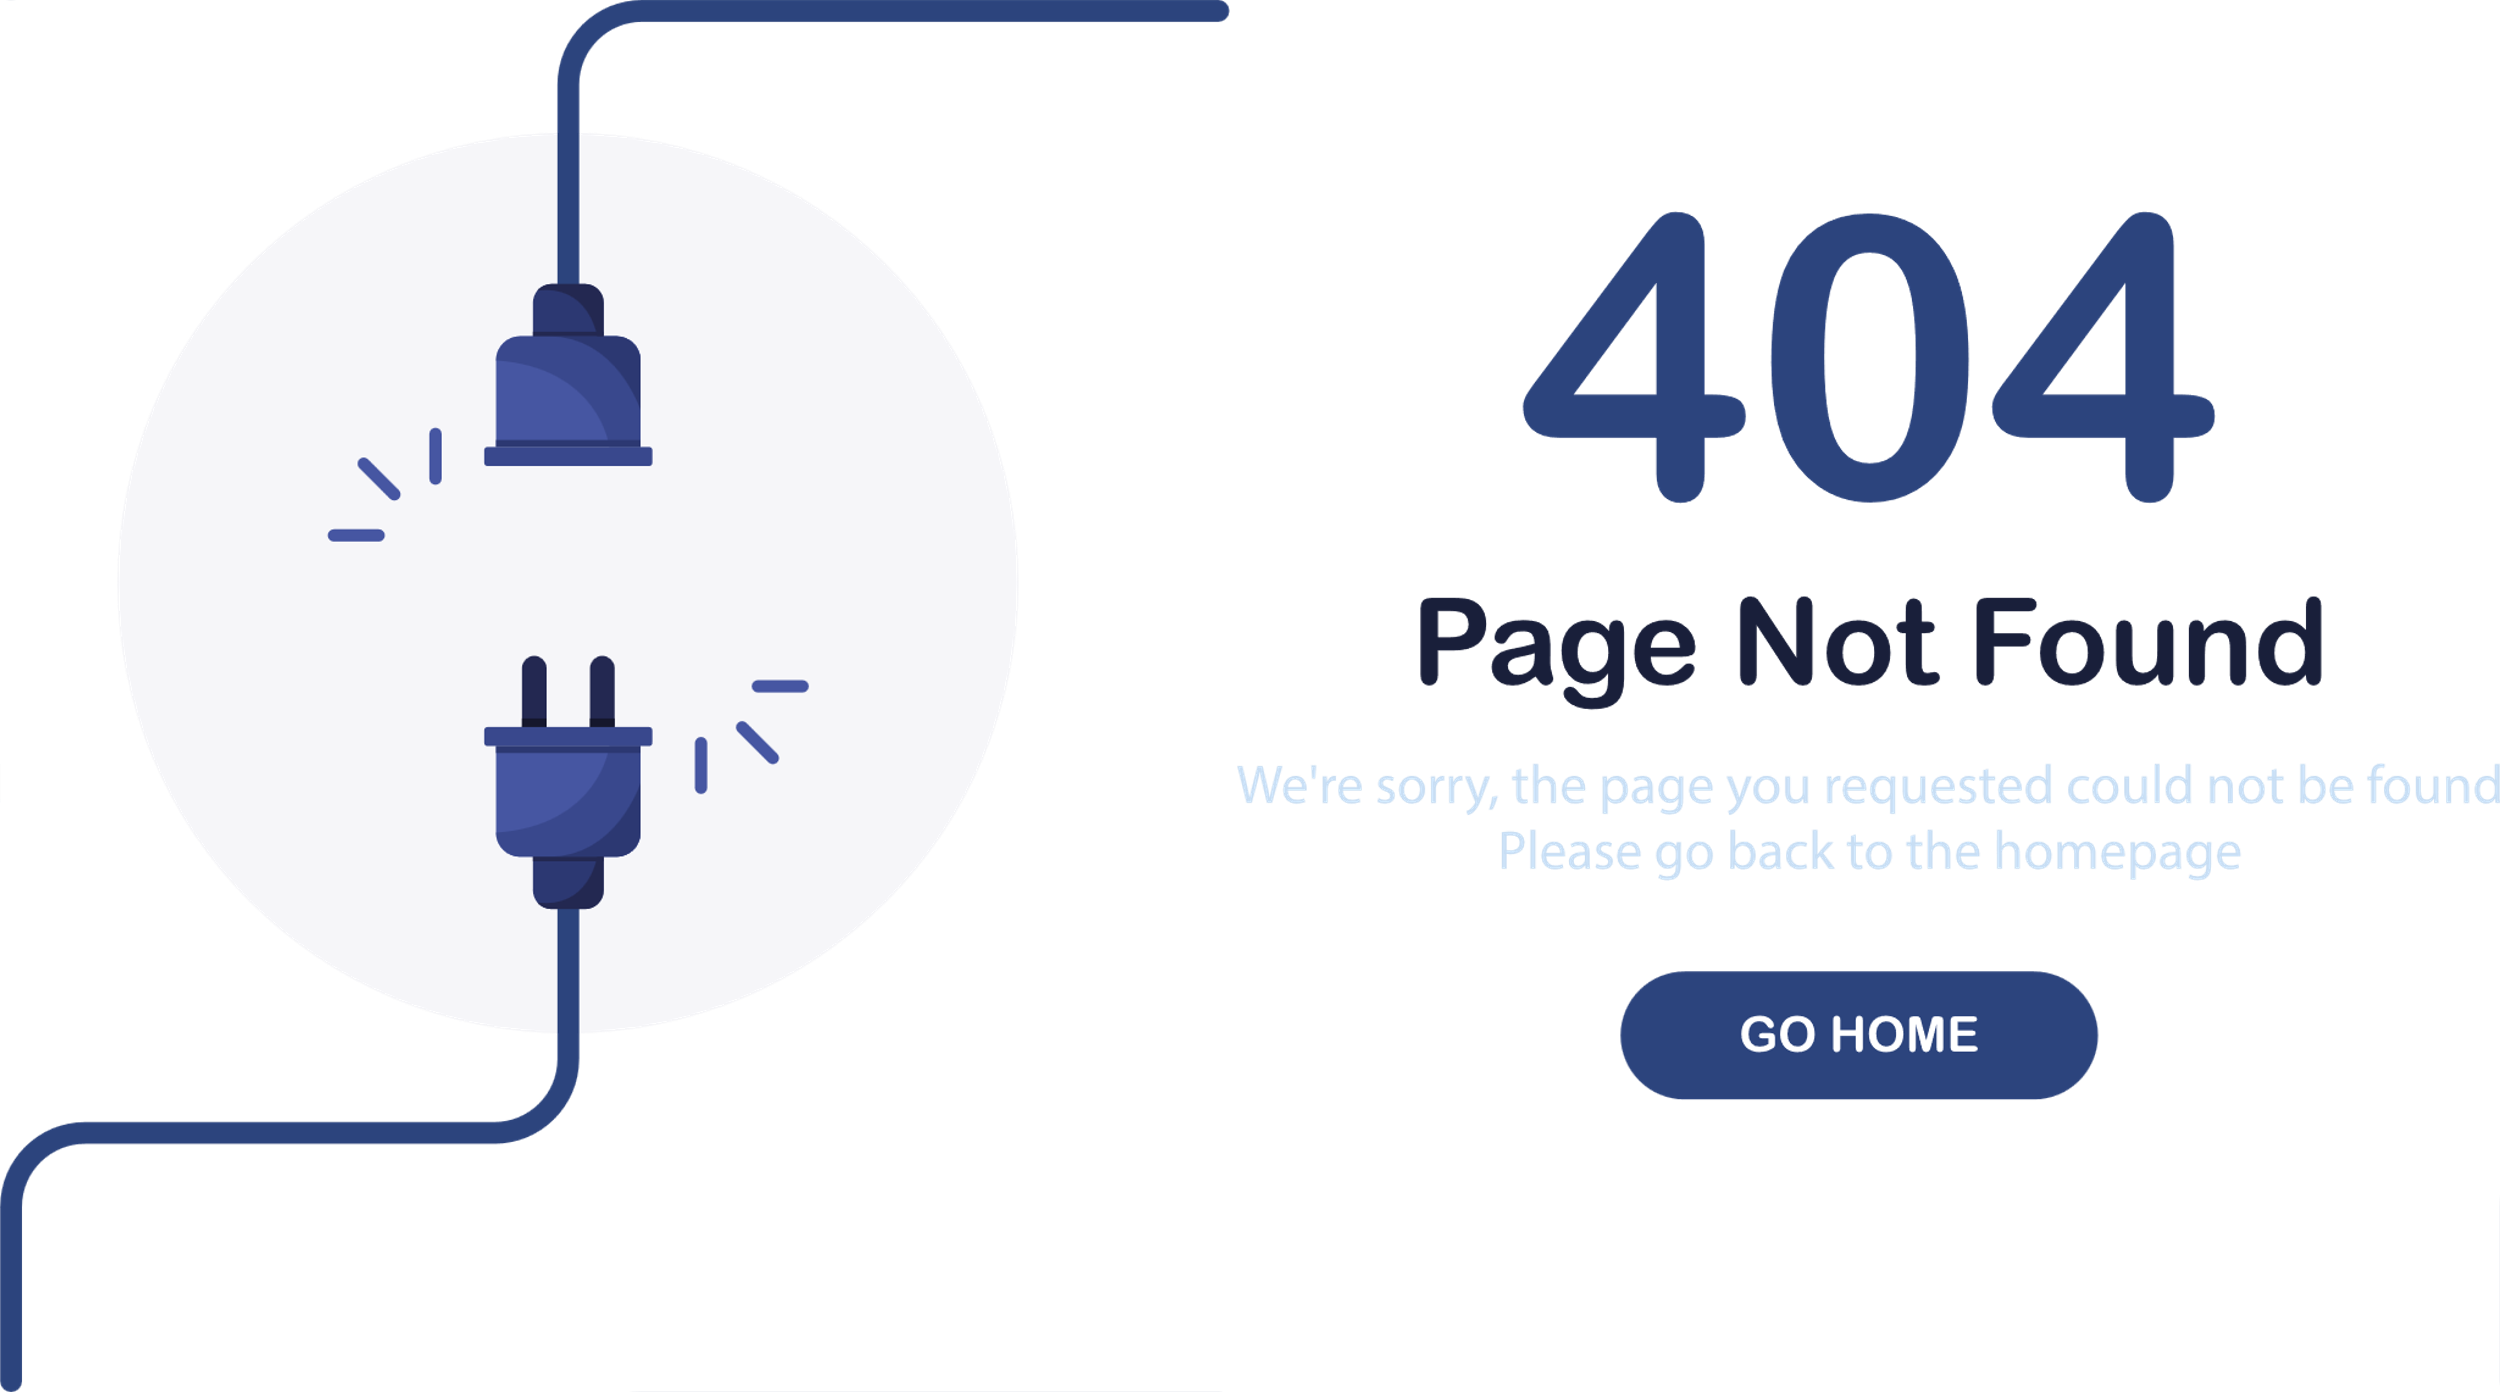 404
Page Not Found
We're sorry, the page you requested could not be found
Please go back to the homepage
GO HOME